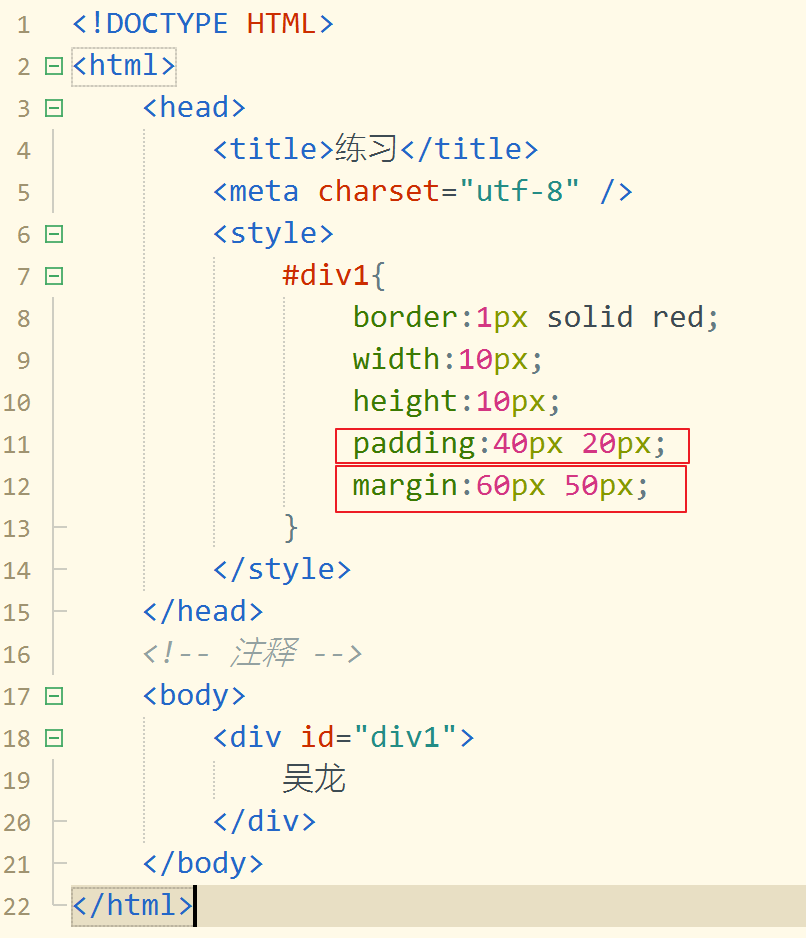 1 <!DOCTYPE HTML>
2 <html>
3 <head>
4 <title>练习</title>
5 <meta charset="utf-8" />
6 <style>
7 #div1{
8 border:1px solid red;
9 width:10px;
10 height:10px;
11 padding:40px 20px;
12 margin:60px 50px;
13 }
14 </style>
15 </head>
16 <!-- 注释 -->
17 <body>
18 <div id="div1">
19 吴龙
20 </div>
21 </body>
22 </html>